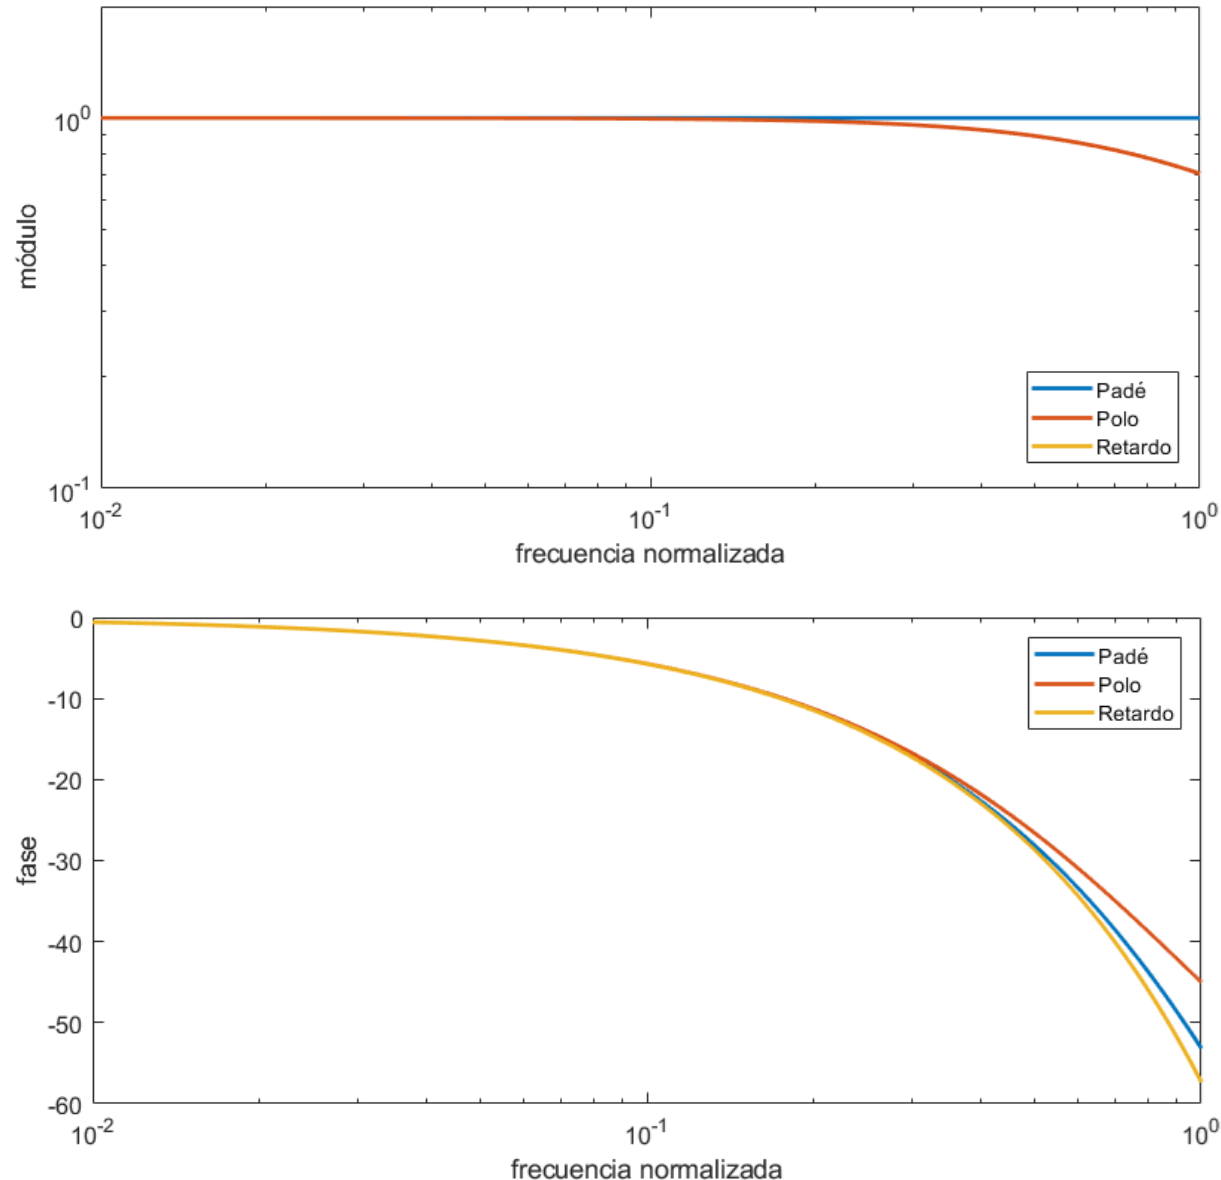 10^0
módulo
Padé
Polo
Retardo
10^-1
10^-2
10^-1
10^0
frecuencia normalizada
0
Padé
Polo
Retardo
-10
-20
-30
fase
-40
-50
-60
10^-2
10^-1
10^0
frecuencia normalizada